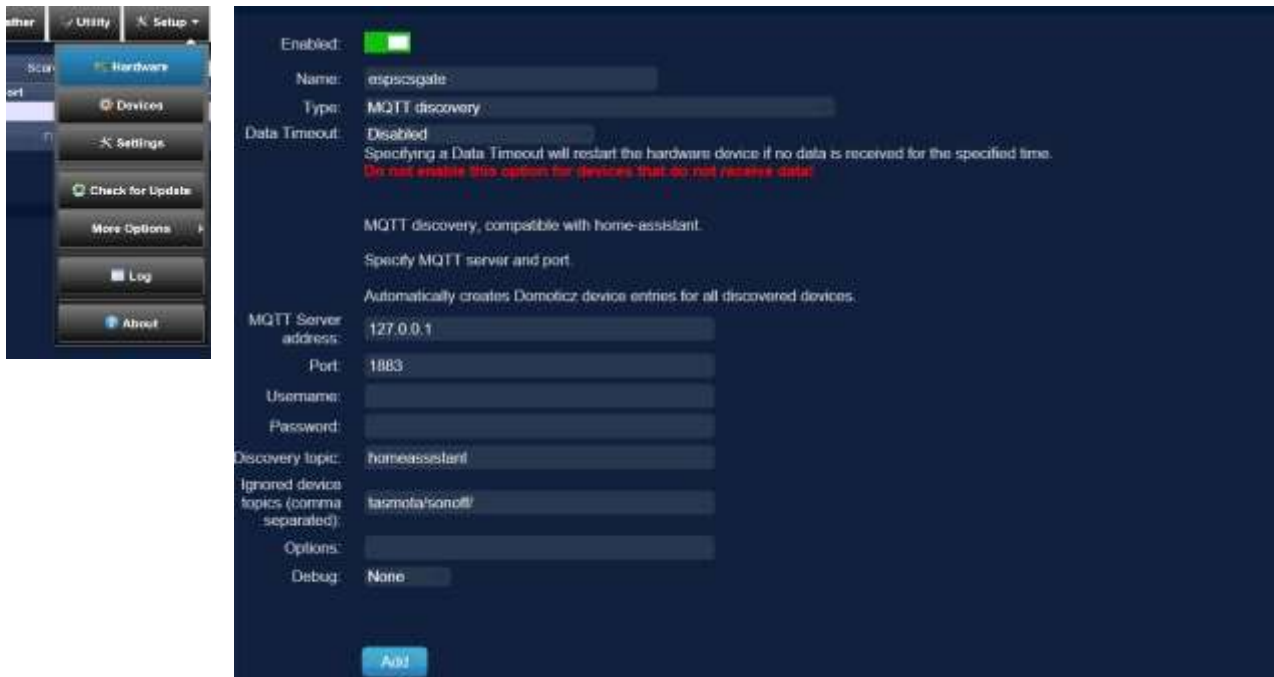 Utility
Setup
Hardware
Devices
Settings
Check for Update
More Options
Log
About
Enabled:
Name: espscsgate
Type: MQTT discovery
Data Timeout: Disabled
Specifying a Data Timeout will restart the hardware device if no data is received for the specified time.
Do not enable this option for devices that do not receive data!
MQTT discovery, compatible with home-assistant.
Specify MQTT server and port.
Automatically creates Domoticz device entries for all discovered devices.
MQTT Server
address: 127.0.0.1
Port: 1883
Username:
Password:
Discovery topic: homeassistant
Ignored device
topics (comma
separated): tasmota/sonoff/
Options:
Debug: None
Add